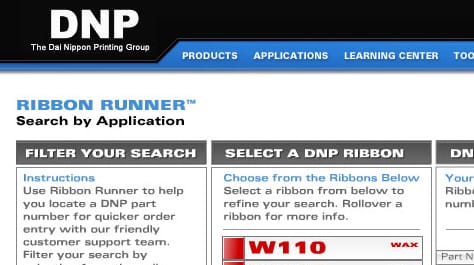 DNP
The Dai Nippon Printing Group
PRODUCTS APPLICATIONS LEARNING CENTER
RIBBON RUNNER™
Search by Application
FILTER YOUR SEARCH
Instructions
Use Ribbon Runner to help
you locate a DNP part
number for quicker order
entry with our friendly
customer support team.
Filter your search by
SELECT A DNP RIBBON
Choose from the Ribbons Below
Select a ribbon from below to
refine your search. Rollover a
ribbon for more info.
W110 WAX
DN
Your
Ribb
numb
Part N